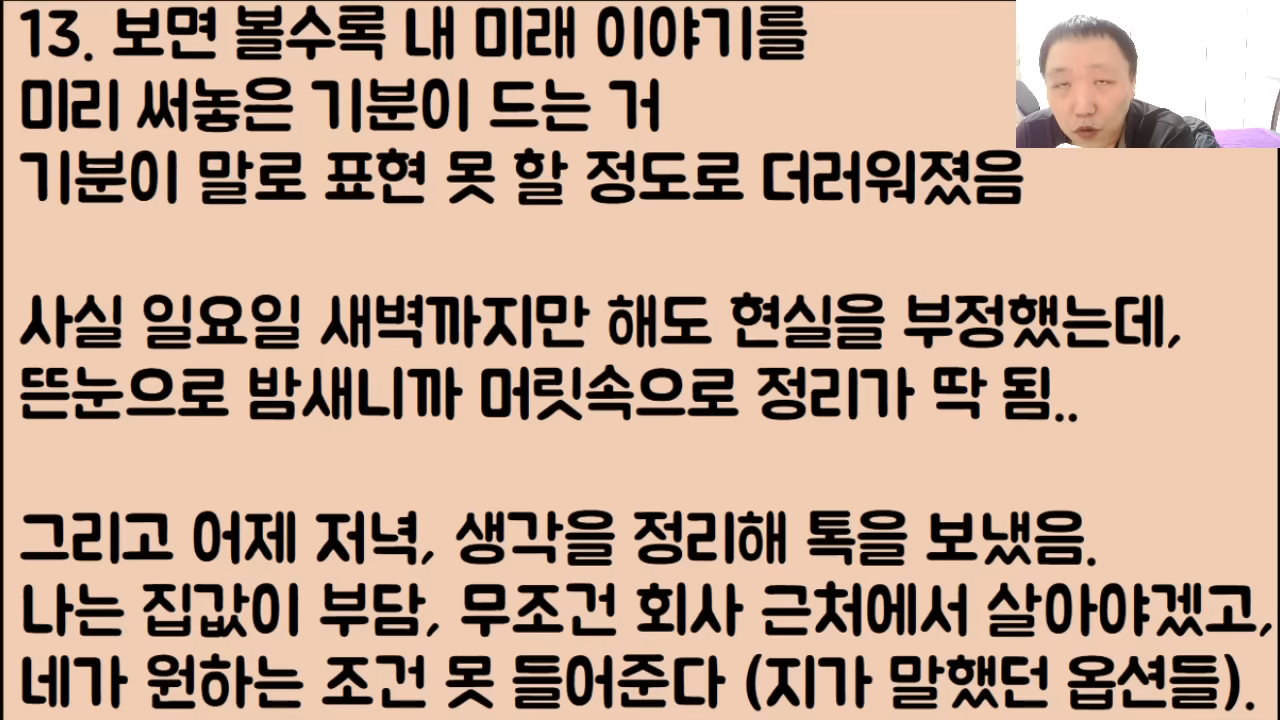 13. 보면 볼수록 내 미래 이야기를
미리 써놓은 기분이 드는 거
기분이 말로 표현 못 할 정도로 더러워졌음
사실 일요일 새벽까지만 해도 현실을 부정했는데,
뜬눈으로 밤새니까 머릿속으로 정리가 딱 됨..
그리고 어제 저녁, 생각을 정리해 톡을 보냈음.
나는 집값이 부담, 무조건 회사 근처에서 살아야겠고,
네가 원하는 조건 못 들어준다 (지가 말했던 옵션들).